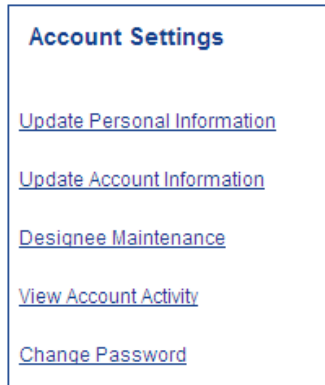 Account Settings
Update Personal Information
Update Account Information
Designee Maintenance
View Account Activity
Change Password